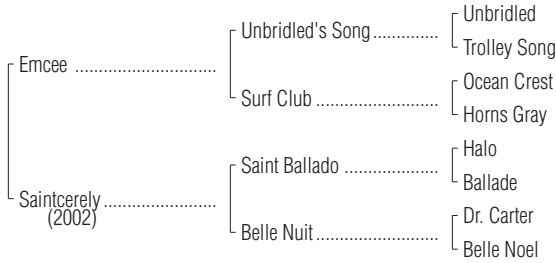 Unbridled
Unbridled's Song
Trolley Song
Emcee
Ocean Crest
Surf Club
Horns Gray
Halo
Saint Ballado
Ballade
Saintcerely
(2002)
Dr. Carter
Belle Nuit
Belle Noel